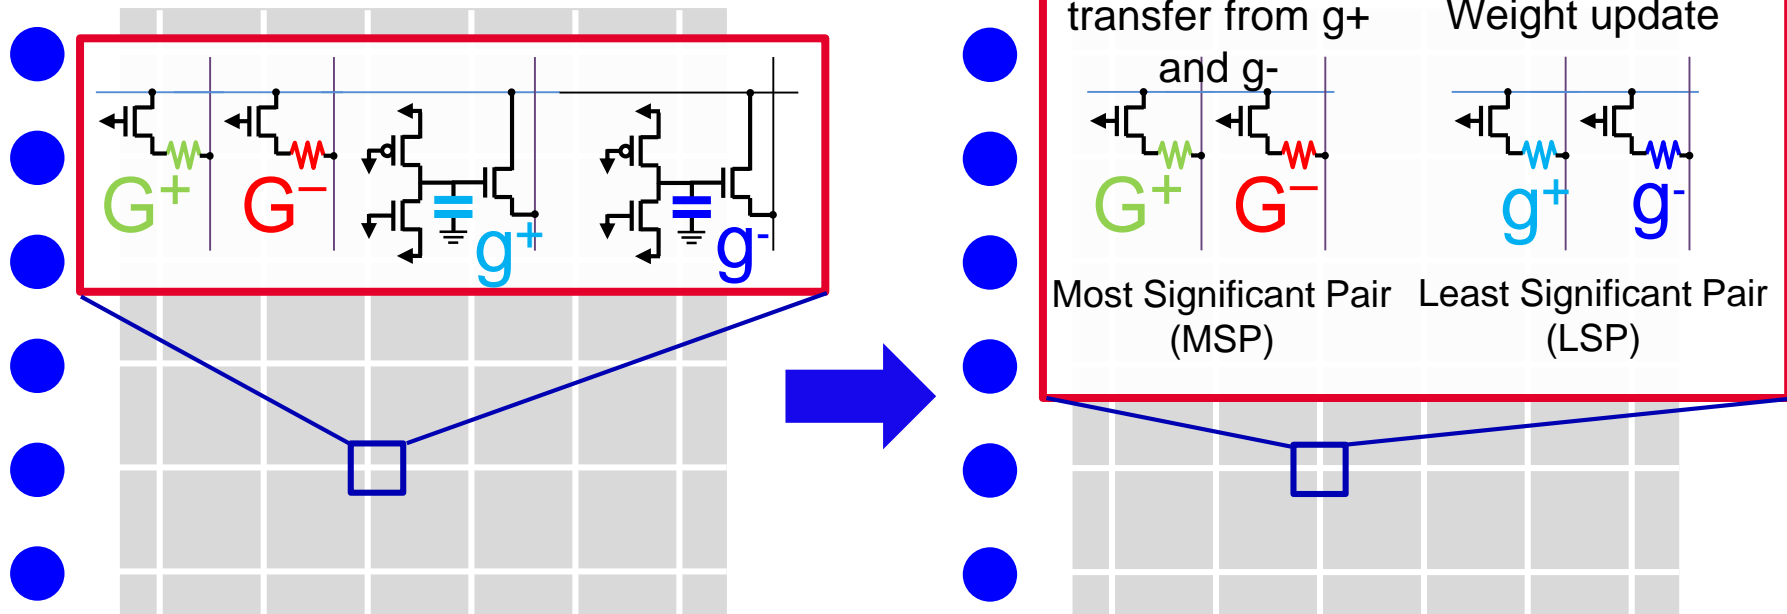 G+
G−
g+
g-
transfer from g+
and g-
Weight update
G+
G−
g+
g-
Most Significant Pair
(MSP)
Least Significant Pair
(LSP)